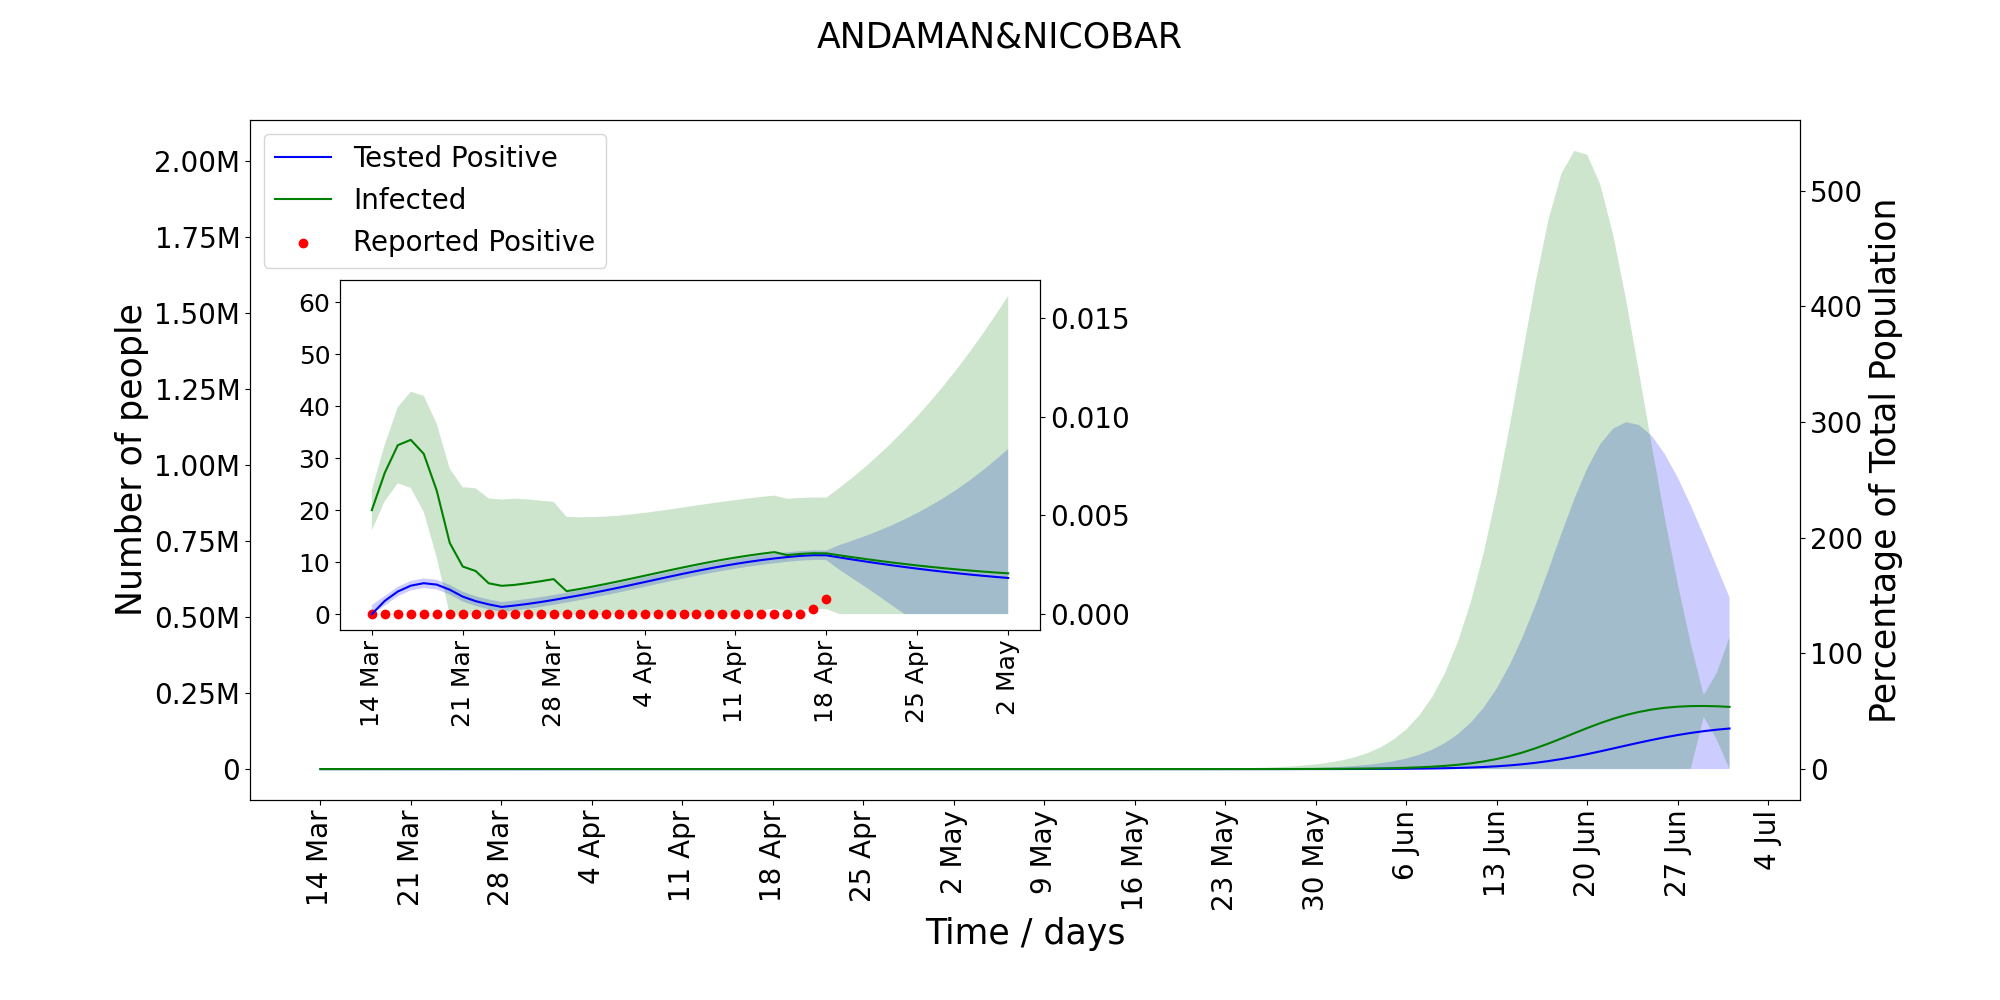 ANDAMAN&NICOBAR
Tested Positive
Infected
Reported Positive
Number of people
2.00M
1.75M
1.50M
1.25M
1.00M
0.75M
0.50M
0.25M
0
60
50
40
30
20
10
0
0.015
0.010
0.005
0.000
14 Mar
21 Mar
28 Mar
4 Apr
11 Apr
18 Apr
25 Apr
2 May
500
400
300
200
100
0
Percentage of Total Population
14 Mar
21 Mar
28 Mar
4 Apr
11 Apr
18 Apr
25 Apr
2 May
9 May
16 May
23 May
30 May
6 Jun
13 Jun
20 Jun
27 Jun
4 Jul
Time / days